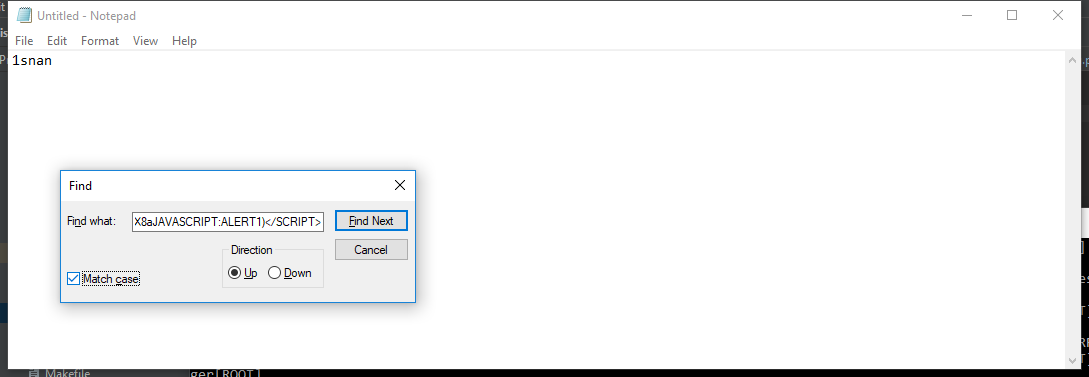 Untitled - Notepad
File Edit Format View Help
1snan
Find
Find what: X8aJAVASCRIPT:ALERT1)</SCRIPT> Find Next
Direction Cancel
Up Down
Match case
Makefile
ger[ROOT]